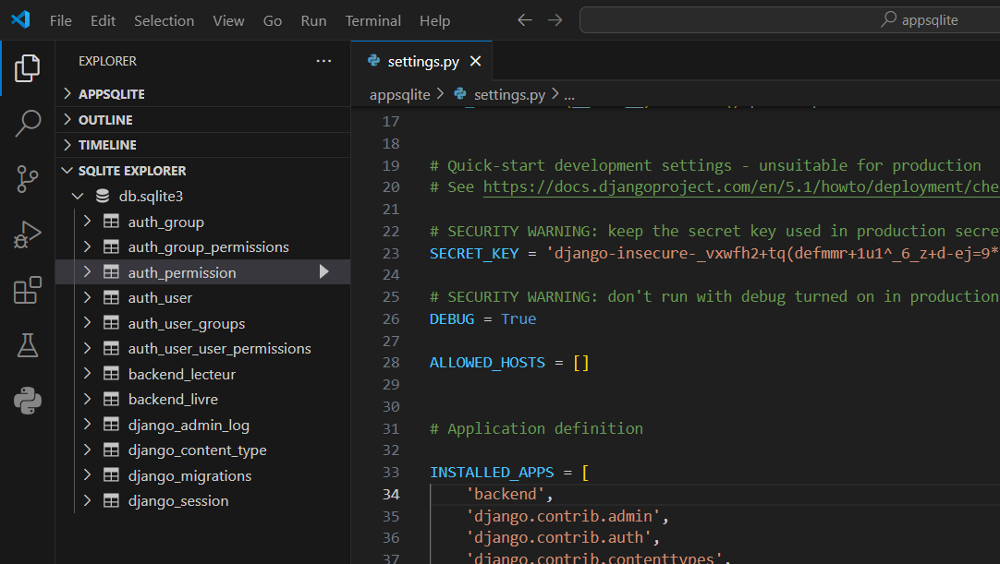 File Edit Selection View Go Run Terminal Help
appsqlite
EXPLORER
APPSQLITE
OUTLINE
TIMELINE
SQLITE EXPLORER
db.sqlite3
auth_group
auth_group_permissions
auth_permission
auth_user
auth_user_groups
auth_user_user_permissions
backend_lecteur
backend_livre
django_admin_log
django_content_type
django_migrations
django_session
settings.py
appsqlite > settings.py > ...
17
18
19 # Quick-start development settings - unsuitable for production
20 # See https://docs.djangoproject.com/en/5.1/howto/deployment/che
21
22 # SECURITY WARNING: keep the secret key used in production secre
23 SECRET_KEY = 'django-insecure-_vxwfh2+tq(defmmr+1u1^_6_z+d-ej=9*
24
25 # SECURITY WARNING: don't run with debug turned on in production
26 DEBUG = True
27
28 ALLOWED_HOSTS = []
29
30
31 # Application definition
32
33 INSTALLED_APPS = [
34 'backend',
35 'django.contrib.admin',
36 'django.contrib.auth',
37 'django.contrib.contenttypes',